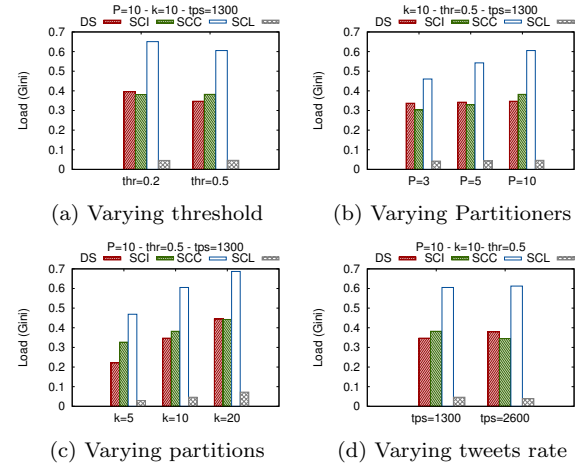 P=10 - k=10 - tps=1300
DS SCI SCC SCL
Load (Gini)
0.7
0.6
0.5
0.4
0.3
0.2
0.1
0
thr=0.2 thr=0.5
(a) Varying threshold
k=10 - thr=0.5 - tps=1300
DS SCI SCC SCL
Load (Gini)
0.7
0.6
0.5
0.4
0.3
0.2
0.1
0
P=3 P=5 P=10
(b) Varying Partitioners
P=10 - thr=0.5 - tps=1300
DS SCI SCC SCL
Load (Gini)
0.7
0.6
0.5
0.4
0.3
0.2
0.1
0
k=5 k=10 k=20
(c) Varying partitions
P=10 - k=10- thr=0.5
DS SCI SCC SCL
Load (Gini)
0.7
0.6
0.5
0.4
0.3
0.2
0.1
0
tps=1300 tps=2600
(d) Varying tweets rate